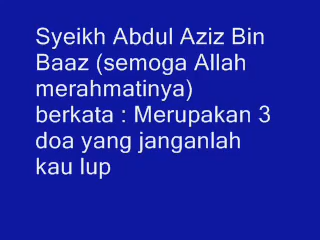 Syeikh Abdul Aziz Bin
Baaz (semoga Allah
merahmatinya)
berkata : Merupakan 3
doa yang janganlah
kau lup